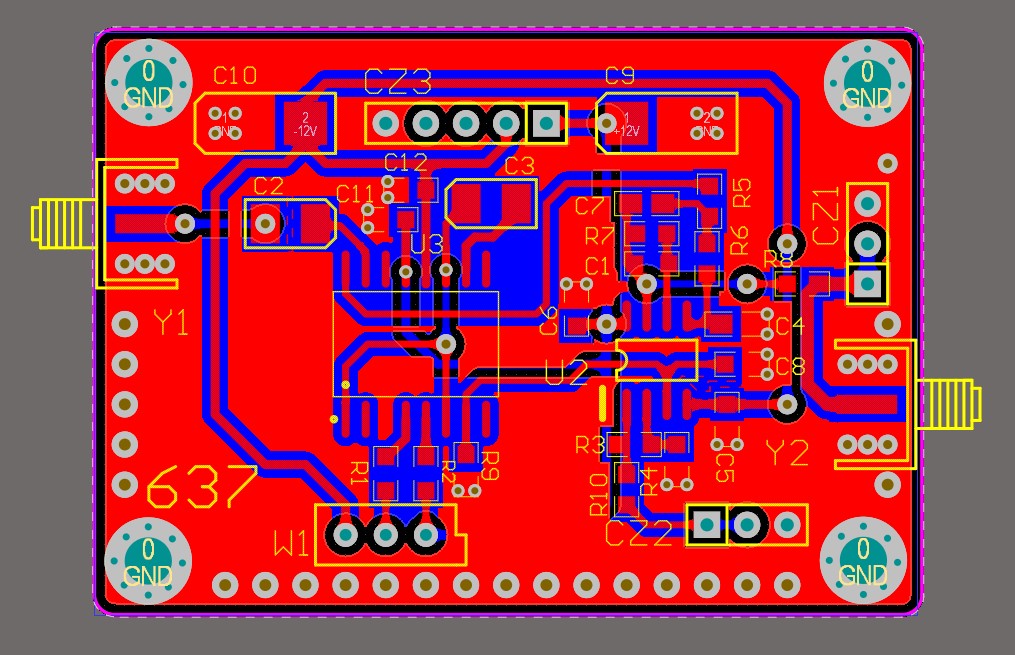 0
GND
C10
CZ3
C9
0
GND
1
GND
2
-12V
1
+12V
2
GND
C12
C3
C2
C11
C7
R5
CZ1
R7
R6
U3
C1
R8
Y1
C6
C4
U2
C8
R1
R2
R9
R3
R4
C5
Y2
637
R10
W1
CZ2
0
GND
0
GND